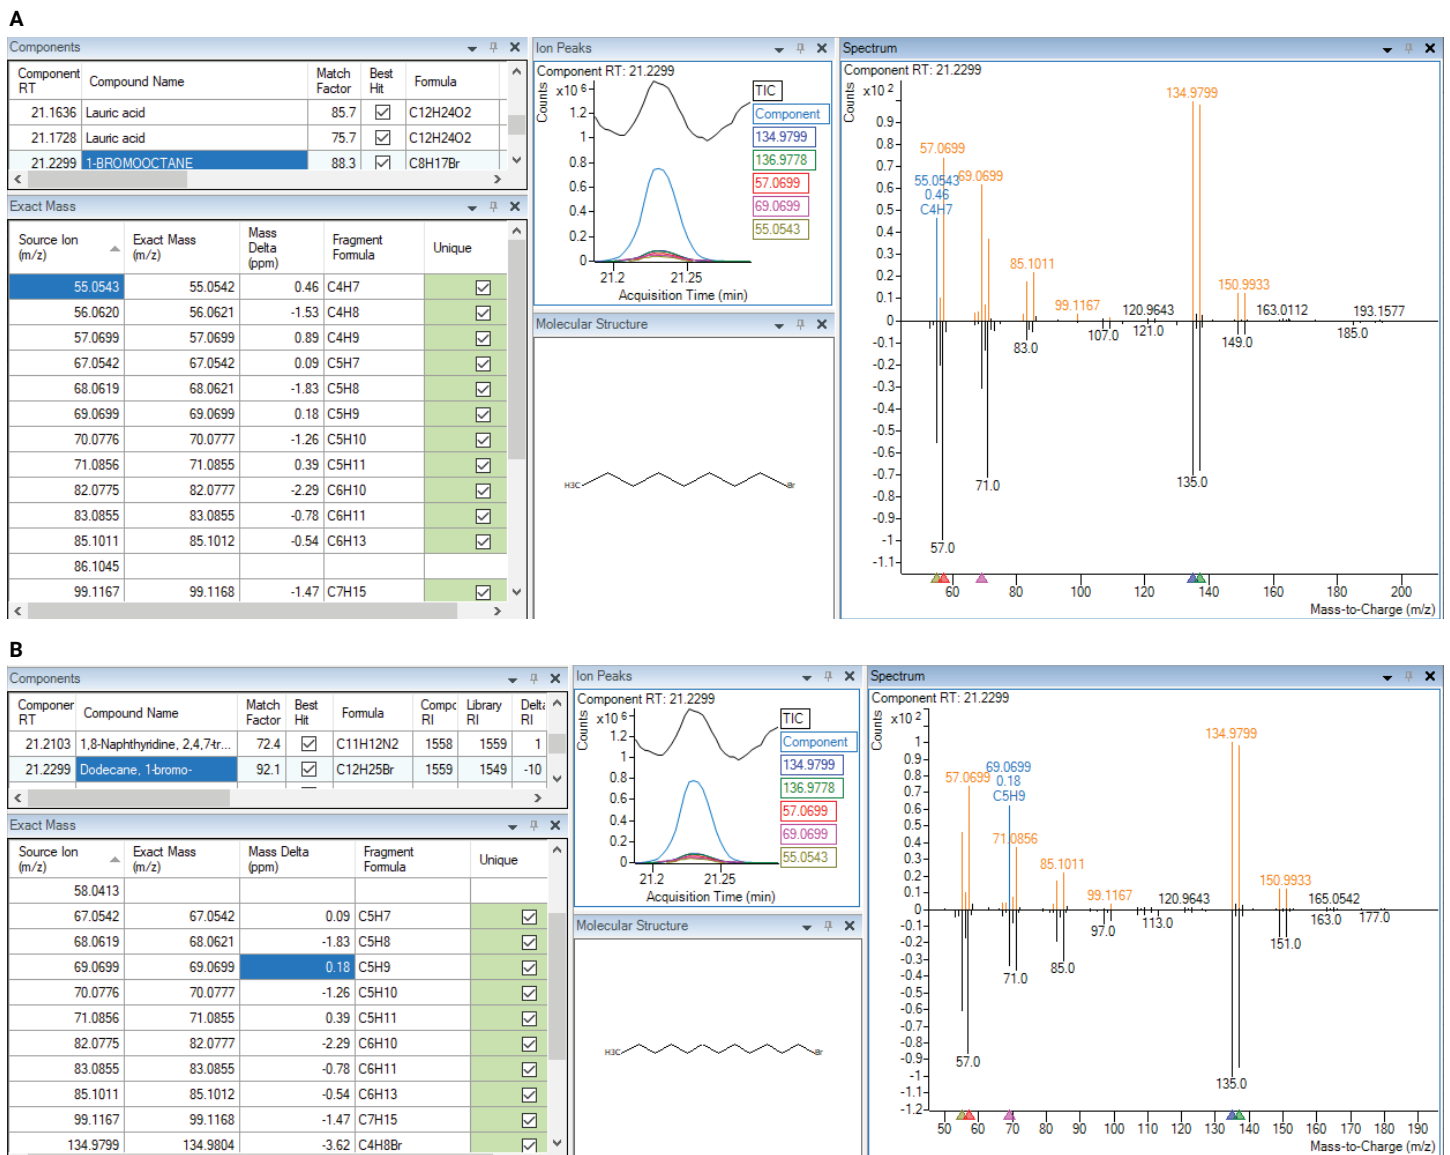 A
Components
Component RT Compound Name Match Factor Best Hit Formula
21.1636 Lauric acid 85.7 C12H24O2
21.1728 Lauric acid 75.7 C12H24O2
21.2299 1-BROMOOCTANE 88.3 C8H17Br
Exact Mass
Source Ion (m/z) Exact Mass (m/z) Mass Delta (ppm) Fragment Formula Unique
55.0543 55.0542 0.46 C4H7
56.0620 56.0621 -1.53 C4H8
57.0699 57.0699 0.89 C4H9
67.0542 67.0542 0.09 C5H7
68.0619 68.0621 -1.83 C5H8
69.0699 69.0699 0.18 C5H9
70.0776 70.0777 -1.26 C5H10
71.0856 71.0855 0.39 C5H11
82.0775 82.0777 -2.29 C6H10
83.0855 83.0855 -0.78 C6H11
85.1011 85.1012 -0.54 C6H13
86.1045
99.1167 99.1168 -1.47 C7H15
Ion Peaks
Component RT: 21.2299
Counts
x10 6
1.2
1
0.8
0.6
0.4
0.2
0
21.2 21.25
Acquisition Time (min)
TIC
Component
134.9799
136.9778
57.0699
69.0699
55.0543
Molecular Structure
H3C Br
Spectrum
Component RT: 21.2299
Counts
x10 2
0.9
0.8
0.7
0.6
0.5
0.4
0.3
0.2
0.1
0
-0.1
-0.2
-0.3
-0.4
-0.5
-0.6
-0.7
-0.8
-0.9
-1
-1.1
134.9799
57.0699
55.0543
0.46
C4H7
69.0699
85.1011
99.1167
120.9643
150.9933
163.0112
193.1577
83.0
107.0
121.0
149.0
185.0
71.0
135.0
57.0
60 80 100 120 140 160 180 200
Mass-to-Charge (m/z)
B
Components
Componer RT Compound Name Match Factor Best Hit Formula Compc RI Library RI Delta RI
21.2103 1,8-Naphthyridine, 2,4,7-tr... 72.4 C11H12N2 1558 1559 1
21.2299 Dodecane, 1-bromo- 92.1 C12H25Br 1559 1549 -10
Exact Mass
Source Ion (m/z) Exact Mass (m/z) Mass Delta (ppm) Fragment Formula Unique
58.0413
67.0542 67.0542 0.09 C5H7
68.0619 68.0621 -1.83 C5H8
69.0699 69.0699 0.18 C5H9
70.0776 70.0777 -1.26 C5H10
71.0856 71.0855 0.39 C5H11
82.0775 82.0777 -2.29 C6H10
83.0855 83.0855 -0.78 C6H11
85.1011 85.1012 -0.54 C6H13
99.1167 99.1168 -1.47 C7H15
134.9799 134.9804 -3.62 C4H8Br
Ion Peaks
Component RT: 21.2299
Counts
x10 6
1.2
1
0.8
0.6
0.4
0.2
0
21.2 21.25
Acquisition Time (min)
TIC
Component
134.9799
136.9778
57.0699
69.0699
55.0543
Molecular Structure
H3C Br
Spectrum
Component RT: 21.2299
Counts
x10 2
1
0.9
0.8
0.7
0.6
0.5
0.4
0.3
0.2
0.1
0
-0.1
-0.2
-0.3
-0.4
-0.5
-0.6
-0.7
-0.8
-0.9
-1
-1.1
-1.2
134.9799
57.0699
69.0699
0.18
C5H9
71.0856
85.1011
99.1167
120.9643
150.9933
165.0542
97.0
113.0
163.0
177.0
151.0
71.0
85.0
57.0
135.0
50 60 70 80 90 100 110 120 130 140 150 160 170 180 190
Mass-to-Charge (m/z)